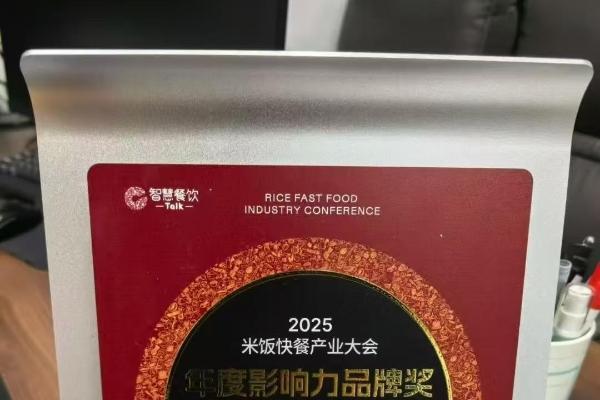 智慧餐饮
—Talk—
RICE FAST FOOD
INDUSTRY CONFERENCE
2025
米饭快餐产业大会
年度影响力品牌奖